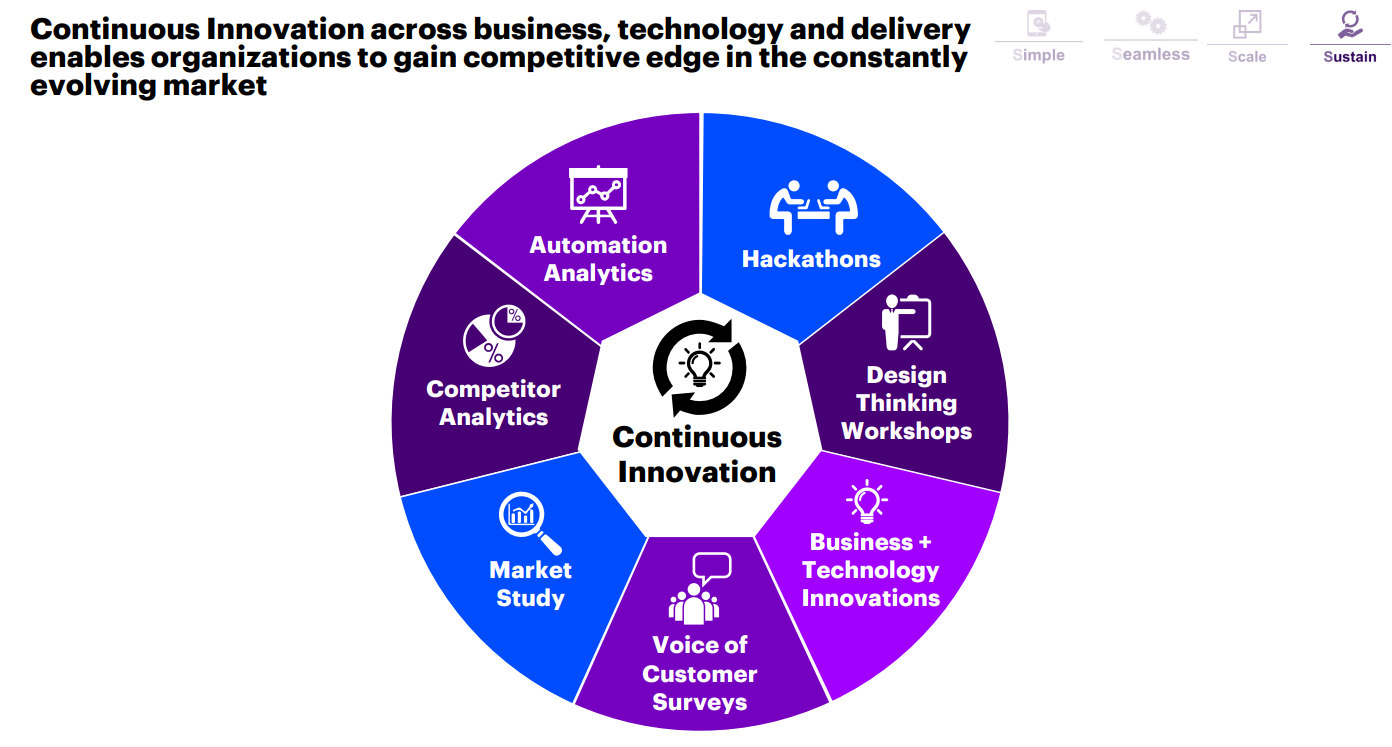 Continuous Innovation across business, technology and delivery
enables organizations to gain competitive edge in the constantly
evolving market
Simple
Seamless
Scale
Sustain
Automation
Analytics
Hackathons
Design
Thinking
Workshops
Business +
Technology
Innovations
Voice of
Customer
Surveys
Market
Study
Competitor
Analytics
%
%
Continuous
Innovation